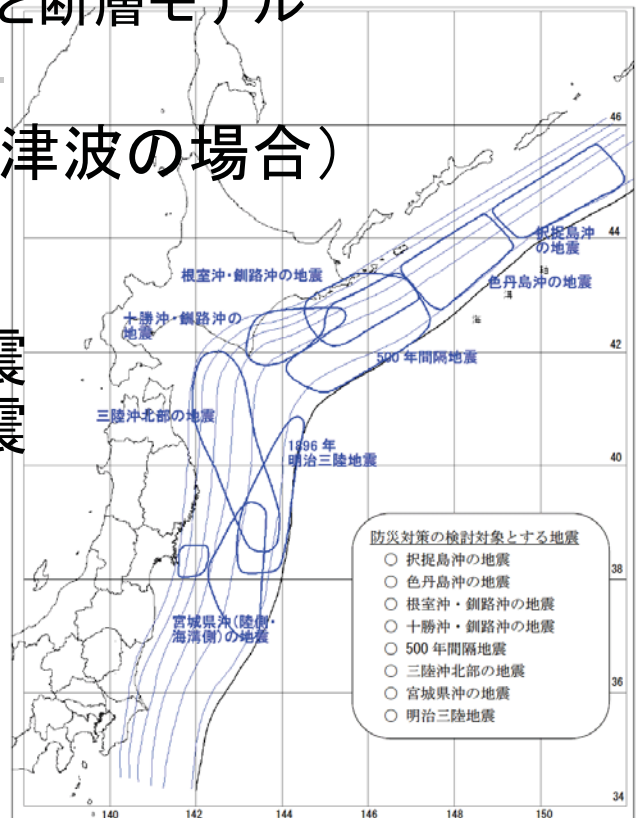 と断層モデル
津波の場合）
震
震
46
択捉島沖
の地震
44
根室沖・釧路沖の地震
色丹島沖の地震
海
溝
十勝沖・釧路沖の
地震
42
500 年間隔地震
三陸沖北部の地震
1896 年
明治三陸地震
40
防災対策の検討対象とする地震
○ 択捉島沖の地震
○ 色丹島沖の地震
○ 根室沖・釧路沖の地震
○ 十勝沖・釧路沖の地震
○ 500 年間隔地震
○ 三陸沖北部の地震
○ 宮城県沖の地震
○ 明治三陸地震
38
宮城県沖(陸側・
海溝側)の地震
36
34
140 142 144 146 148 150